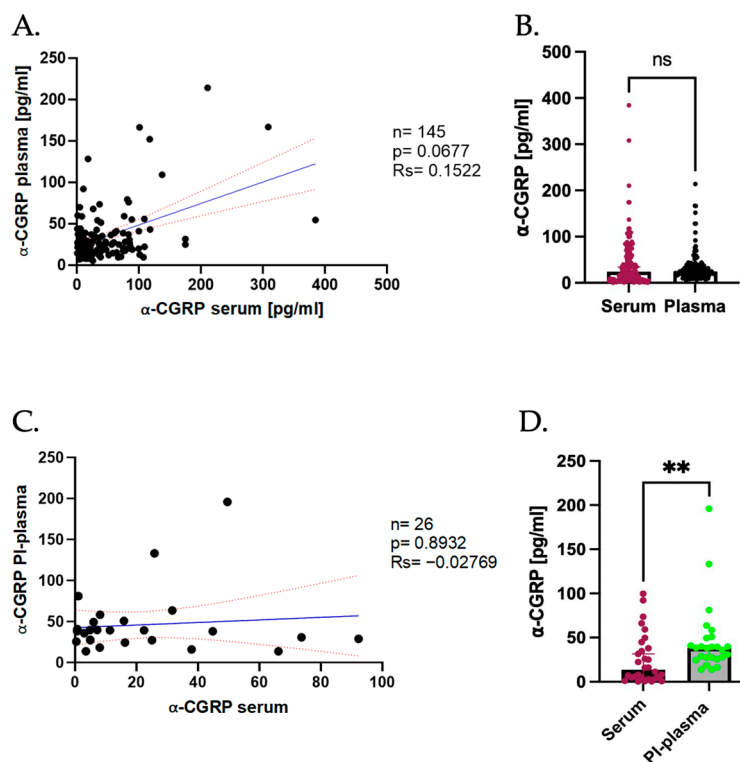 A.
α-CGRP plasma [pg/ml]
250
200
150
100
50
0
0 100 200 300 400 500
α-CGRP serum [pg/ml]
n= 145
p= 0.0677
Rs= 0.1522
B.
α-CGRP [pg/ml]
500
400
300
200
100
0
ns
Serum Plasma
C.
α-CGRP PI-plasma
250
200
150
100
50
0
0 20 40 60 80 100
α-CGRP serum
n= 26
p= 0.8932
Rs= −0.02769
D.
α-CGRP [pg/ml]
250
200
150
100
50
0
**
Serum
PI-plasma